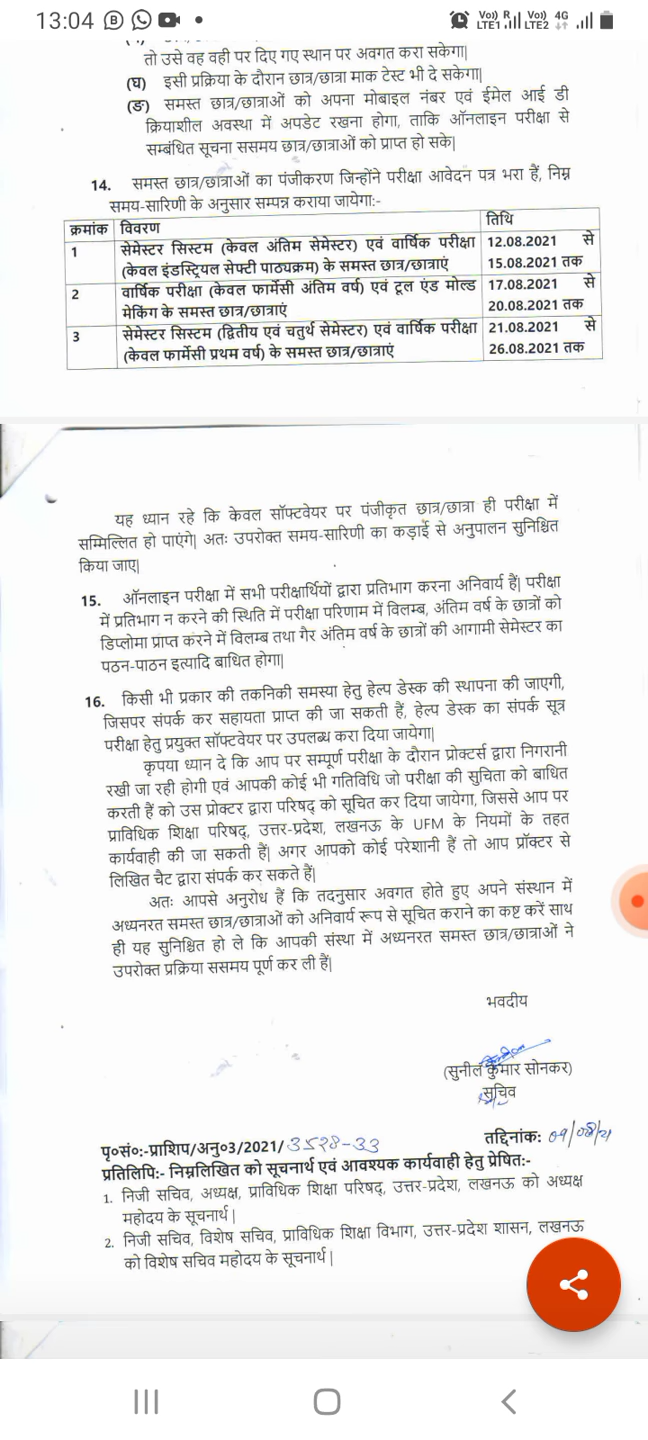 13:04
Vo)) R Vo)) 4G
LTE1 LTE2
तो उसे वह वही पर दिए गए स्थान पर अवगत करा सकेगा|
(घ) इसी प्रक्रिया के दौरान छात्र/छात्रा माक टेस्ट भी दे सकेगा|
(ङ) समस्त छात्र/छात्राओं को अपना मोबाइल नंबर एवं ईमेल आई डी
क्रियाशील अवस्था में अपडेट रखना होगा, ताकि ऑनलाइन परीक्षा से
सम्बंधित सूचना ससमय छात्र/छात्राओं को प्राप्त हो सके|
14. समस्त छात्र/छात्राओं का पंजीकरण जिन्होंने परीक्षा आवेदन पत्र भरा हैं, निम्न
समय-सारिणी के अनुसार सम्पन्न कराया जायेगा:-
क्रमांक विवरण तिथि
1 सेमेस्टर सिस्टम (केवल अंतिम सेमेस्टर) एवं वार्षिक परीक्षा 12.08.2021 से
(केवल इंडस्ट्रियल सेफ्टी पाठ्यक्रम) के समस्त छात्र/छात्राएं 15.08.2021 तक
2 वार्षिक परीक्षा (केवल फार्मेसी अंतिम वर्ष) एवं टूल एंड मोल्ड 17.08.2021 से
मेकिंग के समस्त छात्र/छात्राएं 20.08.2021 तक
3 सेमेस्टर सिस्टम (द्वितीय एवं चतुर्थ सेमेस्टर) एवं वार्षिक परीक्षा 21.08.2021 से
(केवल फार्मेसी प्रथम वर्ष) के समस्त छात्र/छात्राएं 26.08.2021 तक
यह ध्यान रहे कि केवल सॉफ्टवेयर पर पंजीकृत छात्र/छात्रा ही परीक्षा में
सम्मिल्लित हो पाएंगे| अतः उपरोक्त समय-सारिणी का कड़ाई से अनुपालन सुनिश्चित
किया जाए|
15. ऑनलाइन परीक्षा में सभी परीक्षार्थियों द्वारा प्रतिभाग करना अनिवार्य हैं| परीक्षा
में प्रतिभाग न करने की स्थिति में परीक्षा परिणाम में विलम्ब, अंतिम वर्ष के छात्रों को
डिप्लोमा प्राप्त करने में विलम्ब तथा गैर अंतिम वर्ष के छात्रों की आगामी सेमेस्टर का
पठन-पाठन इत्यादि बाधित होगा|
16. किसी भी प्रकार की तकनिकी समस्या हेतु हेल्प डेस्क की स्थापना की जाएगी,
जिसपर संपर्क कर सहायता प्राप्त की जा सकती हैं, हेल्प डेस्क का संपर्क सूत्र
परीक्षा हेतु प्रयुक्त सॉफ्टवेयर पर उपलब्ध करा दिया जायेगा|
कृपया ध्यान दे कि आप पर सम्पूर्ण परीक्षा के दौरान प्रोक्टर्स द्वारा निगरानी
रखी जा रही होगी एवं आपकी कोई भी गतिविधि जो परीक्षा की सुचिता को बाधित
करती हैं को उस प्रोक्टर द्वारा परिषद् को सूचित कर दिया जायेगा, जिससे आप पर
प्राविधिक शिक्षा परिषद्, उत्तर-प्रदेश, लखनऊ के UFM के नियमों के तहत
कार्यवाही की जा सकती हैं| अगर आपको कोई परेशानी हैं तो आप प्रॉक्टर से
लिखित चैट द्वारा संपर्क कर सकते हैं|
अतः आपसे अनुरोध हैं कि तदनुसार अवगत होते हुए अपने संस्थान में
अध्यनरत समस्त छात्र/छात्राओं को अनिवार्य रूप से सूचित कराने का कष्ट करें साथ
ही यह सुनिश्चित हो ले कि आपकी संस्था में अध्यनरत समस्त छात्र/छात्राओं ने
उपरोक्त प्रक्रिया ससमय पूर्ण कर ली हैं|
भवदीय
(सुनील कुमार सोनकर)
सचिव
पृ०सं०:-प्राशिप/अनु०3/2021/ 3528-33 तद्दिनांक: 09/08/21
प्रतिलिपि:- निम्नलिखित को सूचनार्थ एवं आवश्यक कार्यवाही हेतु प्रेषित:-
1. निजी सचिव, अध्यक्ष, प्राविधिक शिक्षा परिषद्, उत्तर-प्रदेश, लखनऊ को अध्यक्ष
महोदय के सूचनार्थ |
2. निजी सचिव, विशेष सचिव, प्राविधिक शिक्षा विभाग, उत्तर-प्रदेश शासन, लखनऊ
को विशेष सचिव महोदय के सूचनार्थ |